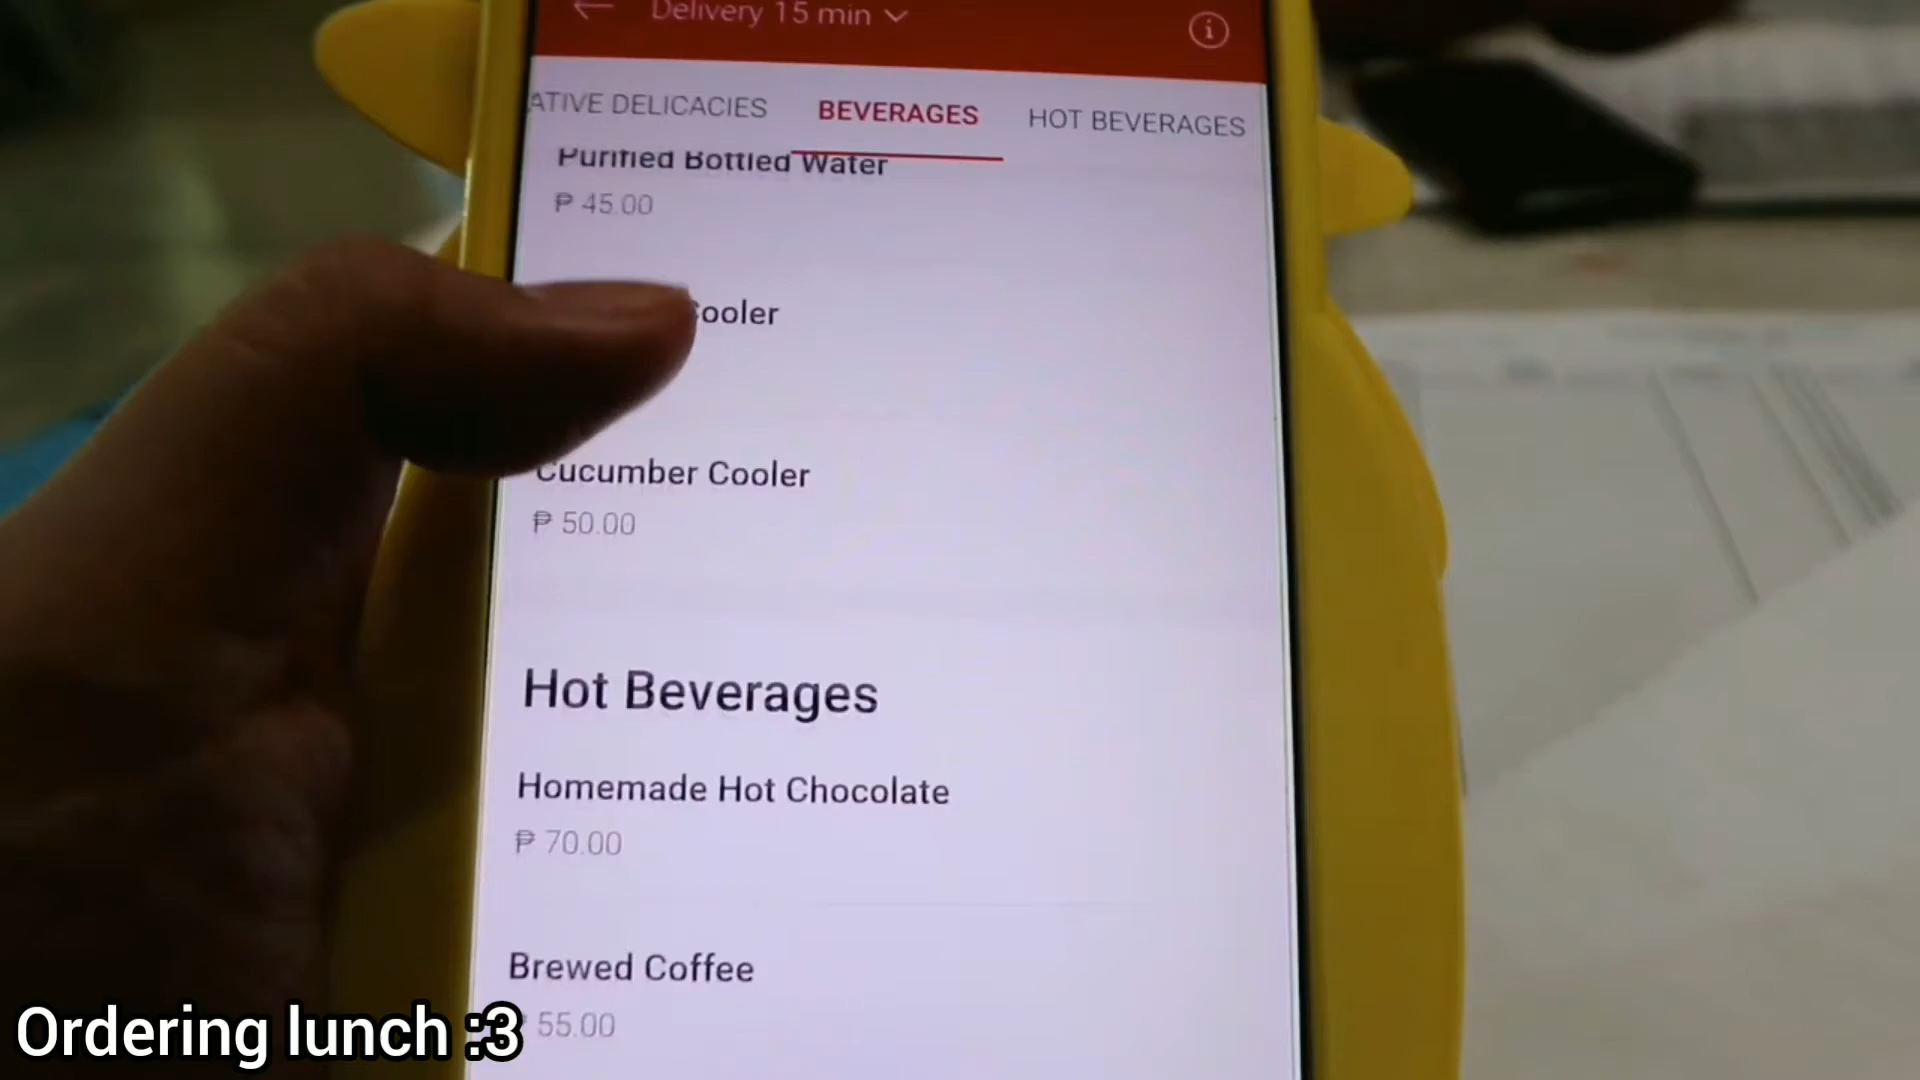 Delivery 15 min
ATIVE DELICACIES BEVERAGES HOT BEVERAGES
Purified Bottled Water
₱ 45.00
Cooler
Cucumber Cooler
₱ 50.00
Hot Beverages
Homemade Hot Chocolate
₱ 70.00
Brewed Coffee
55.00
Ordering lunch :3